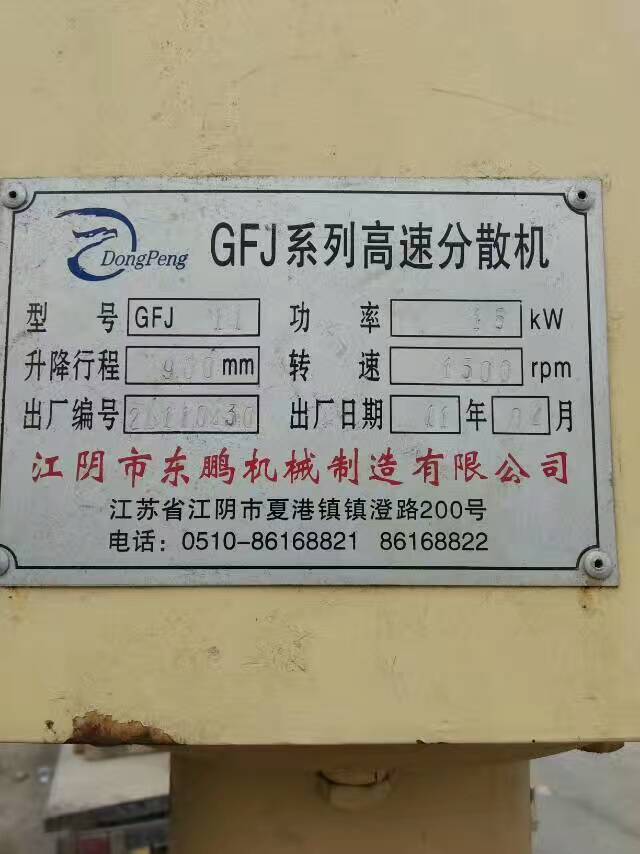 DongPeng
GFJ系列高速分散机
型 号 GFJ 11 功 率 15 kW
升降行程 900 mm 转 速 1300 rpm
出厂编号 出厂日期 11 年 04 月
江阴市东鹏机械制造有限公司
江苏省江阴市夏港镇镇澄路200号
电话：0510-86168821 86168822